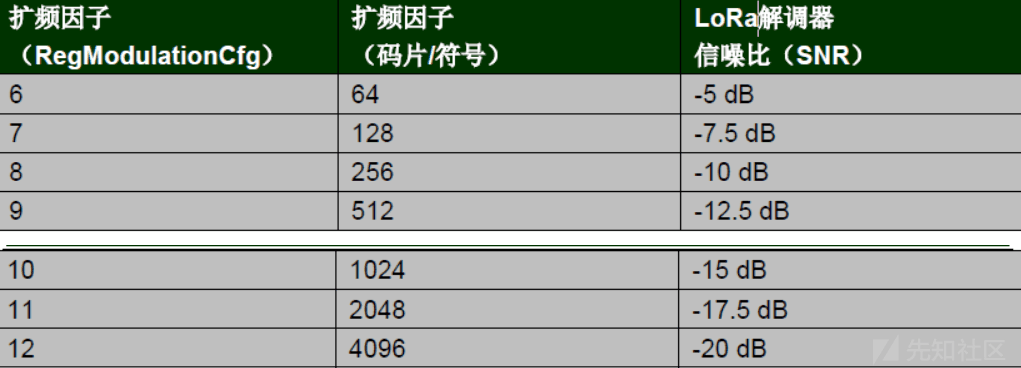 扩频因子 扩频因子 LoRa解调器
（RegModulationCfg） （码片/符号） 信噪比（SNR）
6 64 -5 dB
7 128 -7.5 dB
8 256 -10 dB
9 512 -12.5 dB
10 1024 -15 dB
11 2048 -17.5 dB
12 4096 -20 dB
先知社区